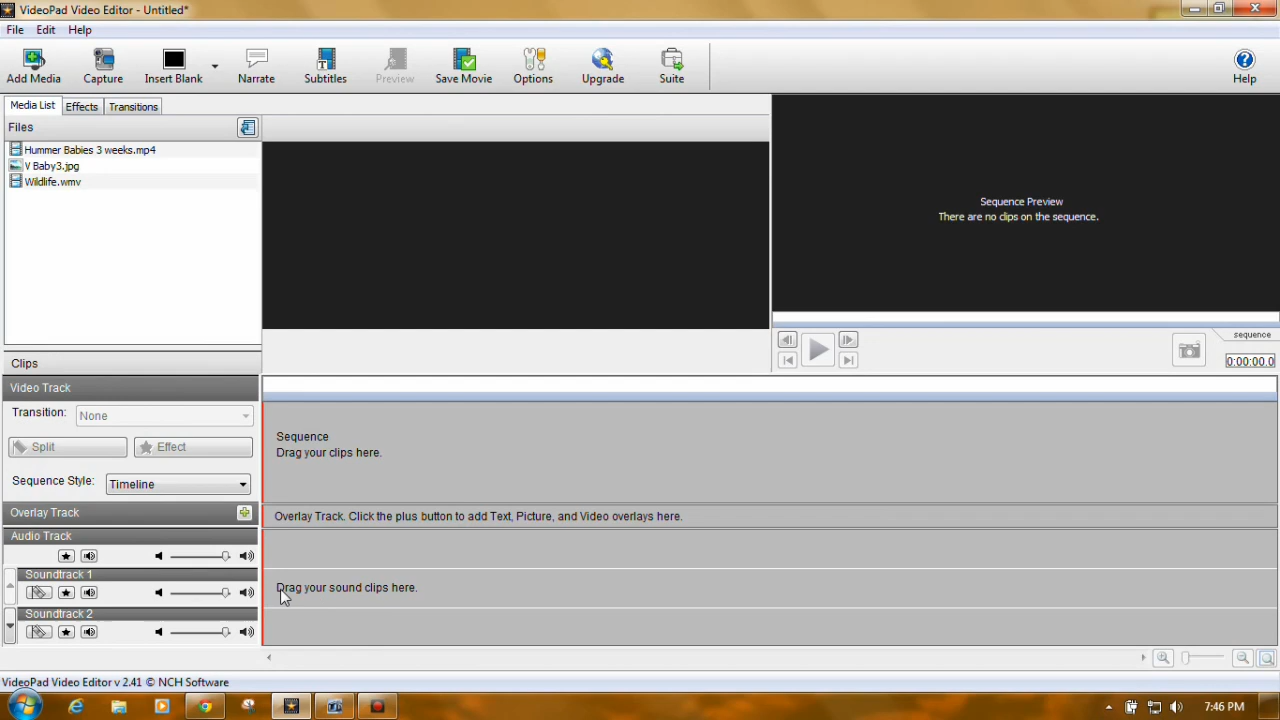 VideoPad Video Editor - Untitled*
File Edit Help
Add Media Capture Insert Blank Narrate Subtitles Preview Save Movie Options Upgrade Suite Help
Media List Effects Transitions
Files
Hummer Babies 3 weeks.mp4
V Baby3.jpg
Wildlife.wmv
Sequence Preview
There are no clips on the sequence.
sequence
0:00:00.0
Clips
Video Track
Transition: None
Split Effect
Sequence
Drag your clips here.
Sequence Style: Timeline
Overlay Track
Overlay Track. Click the plus button to add Text, Picture, and Video overlays here.
Audio Track
Soundtrack 1
Drag your sound clips here.
Soundtrack 2
VideoPad Video Editor v 2.41 © NCH Software
7:46 PM